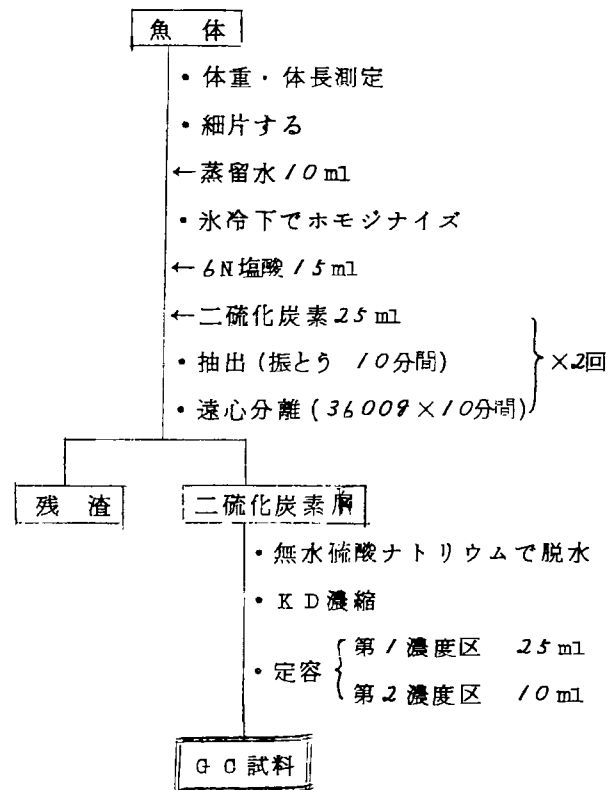 魚 体
・体重・体長測定
・細片する
←蒸留水10ml
・氷冷下でホモジナイズ
←6N塩酸15ml
←二硫化炭素25ml
・抽出(振とう 10分間)
・遠心分離(3600g×10分間)
×2回
残 渣
二硫化炭素層
・無水硫酸ナトリウムで脱水
・KD濃縮
・定容
第1濃度区 25ml
第2濃度区 10ml
GC試料